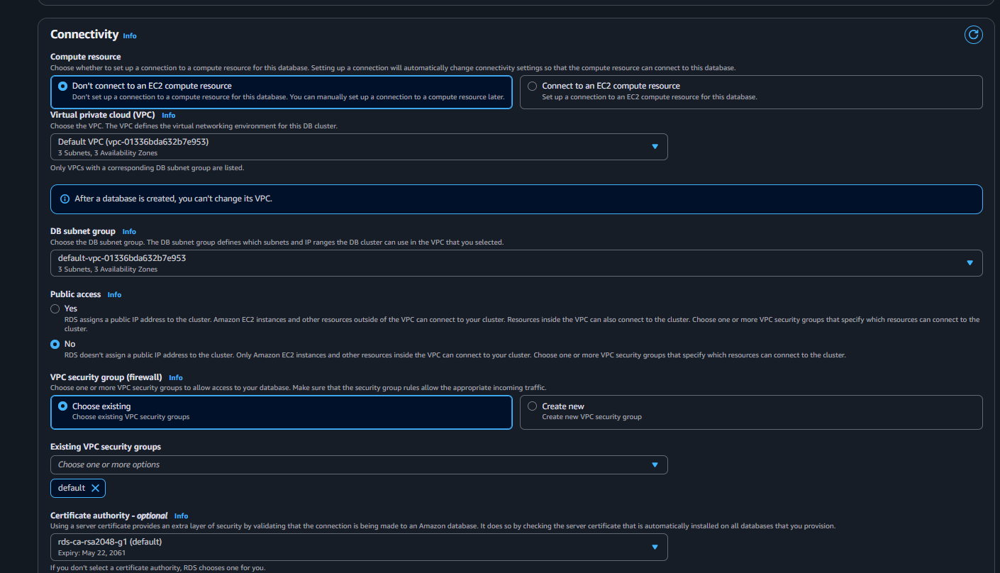 Connectivity Info
Compute resource
Choose whether to set up a connection to a compute resource for this database. Setting up a connection will automatically change connectivity settings so that the compute resource can connect to this database.
Don't connect to an EC2 compute resource
Don't set up a connection to a compute resource for this database. You can manually set up a connection to a compute resource later.
Connect to an EC2 compute resource
Set up a connection to an EC2 compute resource for this database.
Virtual private cloud (VPC) Info
Choose the VPC. The VPC defines the virtual networking environment for this DB cluster.
Default VPC (vpc-01336bda632b7e953)
3 Subnets, 3 Availability Zones
Only VPCs with a corresponding DB subnet group are listed.
After a database is created, you can't change its VPC.
DB subnet group Info
Choose the DB subnet group. The DB subnet group defines which subnets and IP ranges the DB cluster can use in the VPC that you selected.
default-vpc-01336bda632b7e953
3 Subnets, 3 Availability Zones
Public access Info
Yes
RDS assigns a public IP address to the cluster. Amazon EC2 instances and other resources outside of the VPC can connect to your cluster. Resources inside the VPC can also connect to the cluster. Choose one or more VPC security groups that specify which resources can connect to the
cluster.
No
RDS doesn't assign a public IP address to the cluster. Only Amazon EC2 instances and other resources inside the VPC can connect to your cluster. Choose one or more VPC security groups that specify which resources can connect to the cluster.
VPC security group (firewall) Info
Choose one or more VPC security groups to allow access to your database. Make sure that the security group rules allow the appropriate incoming traffic.
Choose existing
Choose existing VPC security groups
Create new
Create new VPC security group
Existing VPC security groups
Choose one or more options
default
Certificate authority - optional Info
Using a server certificate provides an extra layer of security by validating that the connection is being made to an Amazon database. It does so by checking the server certificate that is automatically installed on all databases that you provision.
rds-ca-rsa2048-g1 (default)
Expiry: May 22, 2061
If you don't select a certificate authority, RDS chooses one for you.